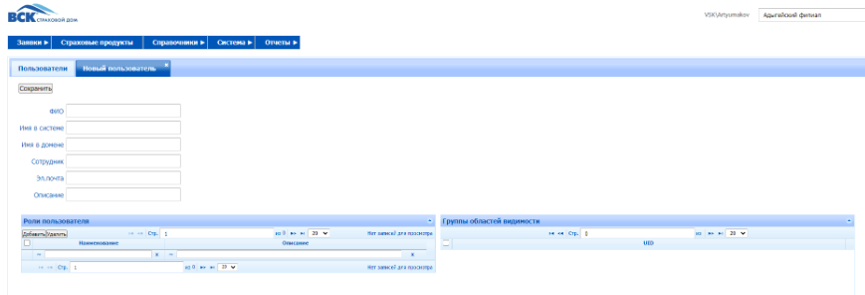 ВСК СТРАХОВОЙ ДОМ
VSK\Artyumakov Адыгейский филиал
Заявки Страховые продукты Справочники Система Отчеты
Пользователи Новый пользователь
Сохранить
ФИО
Имя в системе
Имя в домене
Сотрудник
Эл.почта
Описание
Роли пользователя
Группы областей видимости
Добавить Удалить Стр. 1 из 0 20 Нет записей для просмотра
Стр. из 20
Наименование Описание
UID
Стр. 1 из 0 20 Нет записей для просмотра